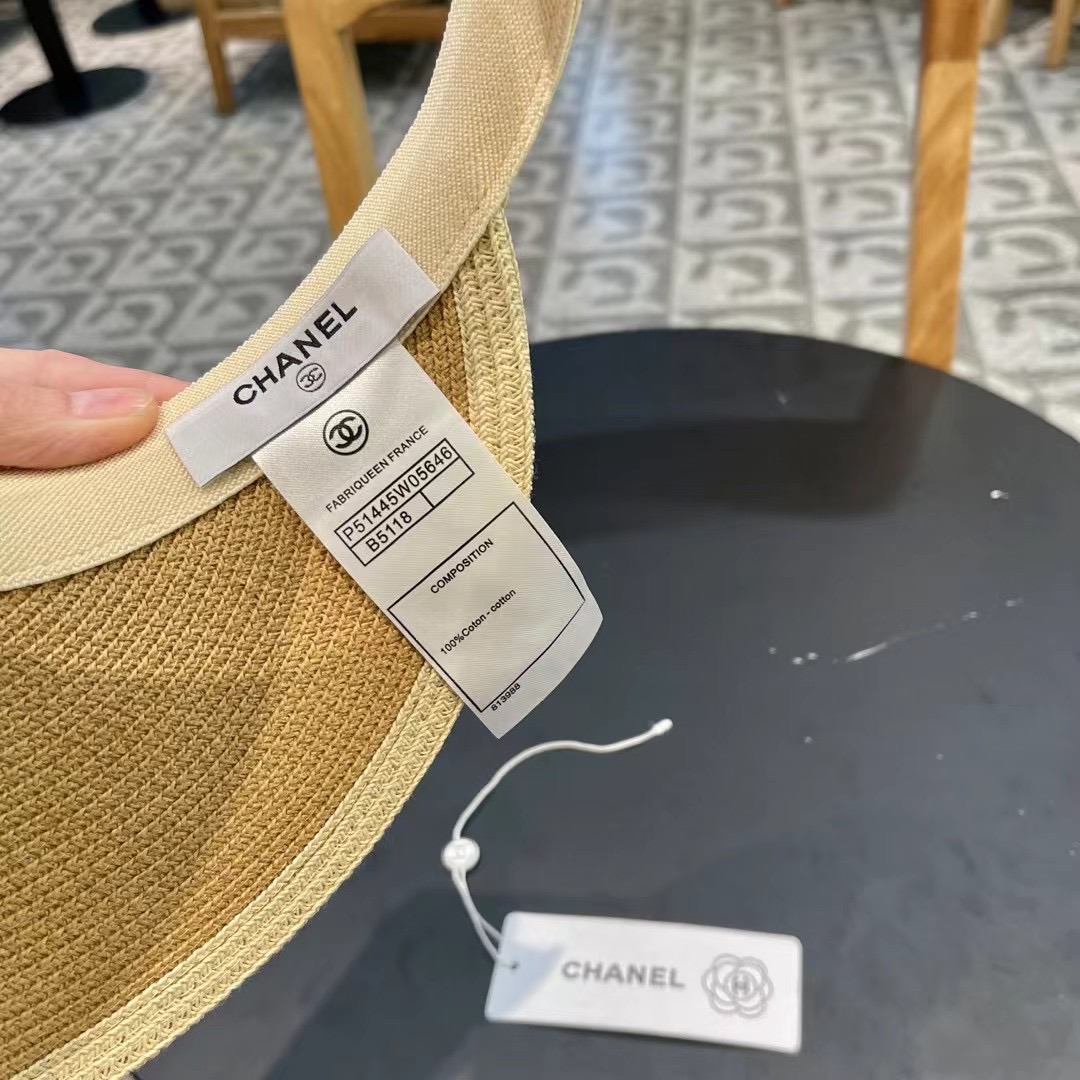 CHANEL
FABRIQUEEN FRANCE
P51445W05646
B5118
COMPOSITION
100%Coton-cotton
813988
CHANEL